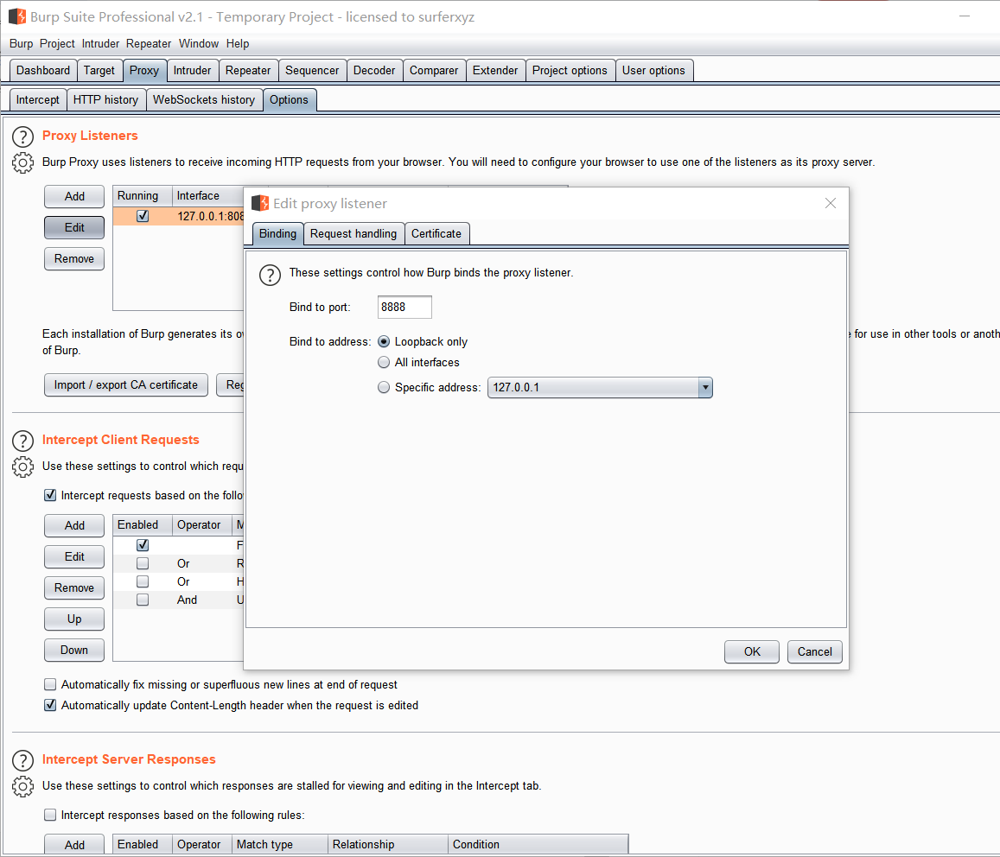 Burp Suite Professional v2.1 - Temporary Project - licensed to surferxyz
Burp Project Intruder Repeater Window Help
Dashboard Target Proxy Intruder Repeater Sequencer Decoder Comparer Extender Project options User options
Intercept HTTP history WebSockets history Options
? Proxy Listeners
Burp Proxy uses listeners to receive incoming HTTP requests from your browser. You will need to configure your browser to use one of the listeners as its proxy server.
Add
Edit
Remove
Running Interface
127.0.0.1:808
Each installation of Burp generates its
for use in other tools or
of Burp.
Import / export CA certificate
? Intercept Client Requests
Use these settings to control which
Intercept requests based on the
Add
Edit
Remove
Up
Down
Enabled Operator
Or
Or
And
Automatically fix missing or superfluous new lines at end of request
Automatically update Content-Length header when the request is edited
? Intercept Server Responses
Use these settings to control which responses are stalled for viewing and editing in the Intercept tab.
Intercept responses based on the following rules:
Add
Enabled Operator Match type Relationship Condition
Edit proxy listener
Binding Request handling Certificate
? These settings control how Burp binds the proxy listener.
Bind to port: 8888
Bind to address: Loopback only
All interfaces
Specific address: 127.0.0.1
OK Cancel